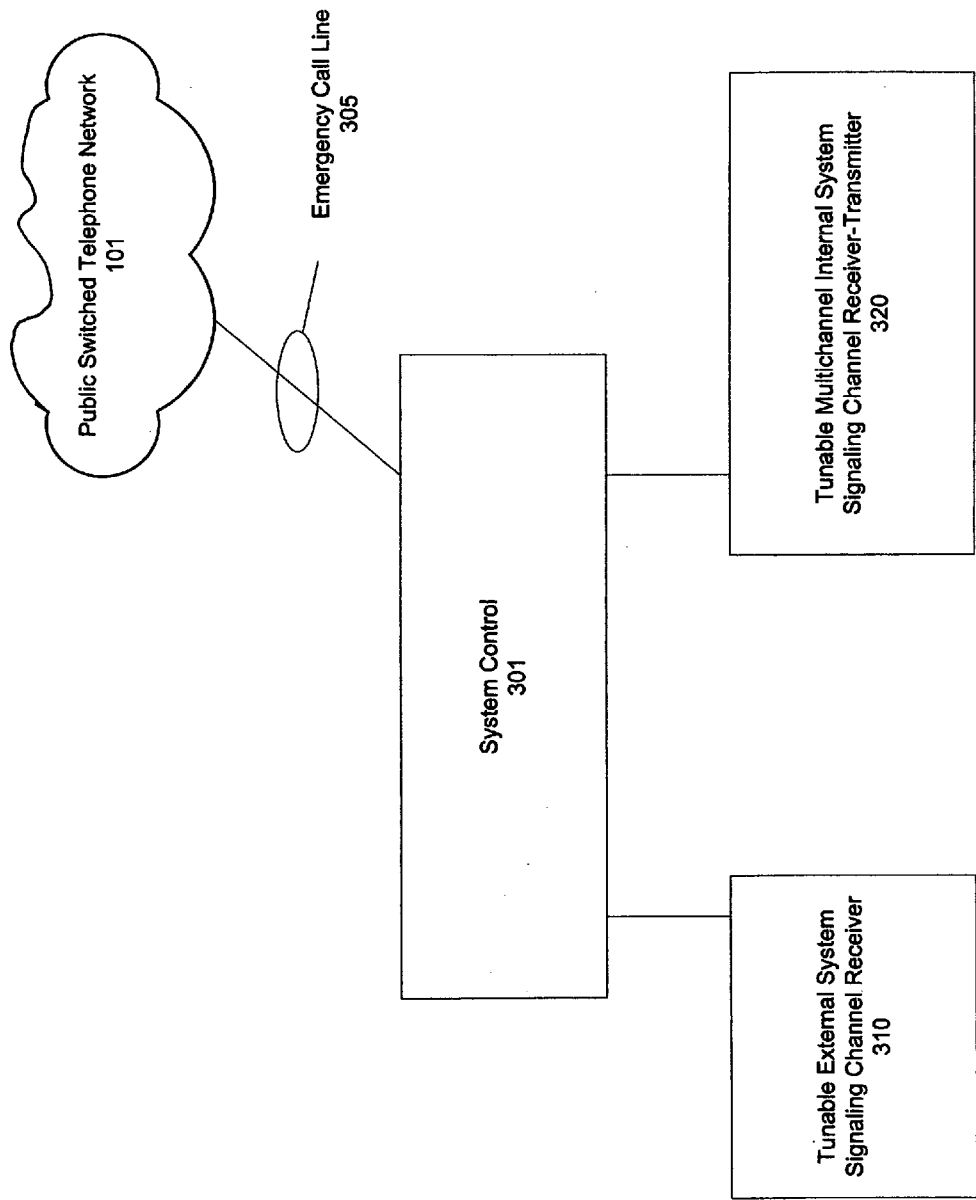 Public Switched Telephone Network
101
Emergency Call Line
305
System Control
301
Tunable External System
Signaling Channel Receiver
310
Tunable Multichannel Internal System
Signaling Channel Receiver-Transmitter
320